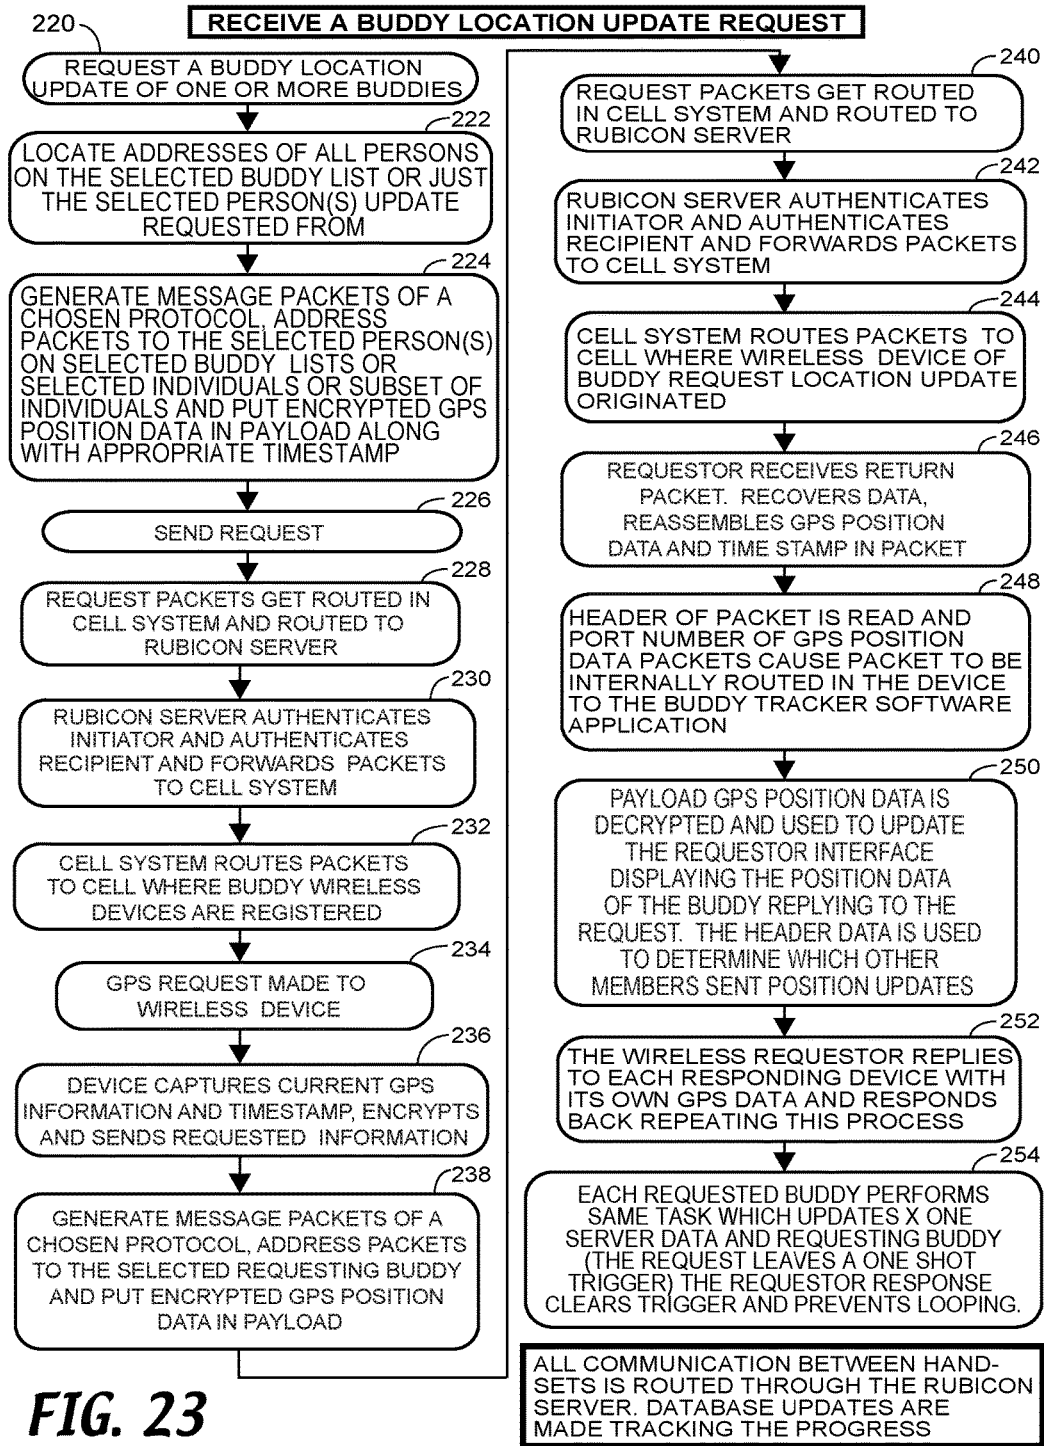 RECEIVE A BUDDY LOCATION UPDATE REQUEST
220
REQUEST A BUDDY LOCATION
UPDATE OF ONE OR MORE BUDDIES
222
LOCATE ADDRESSES OF ALL PERSONS
ON THE SELECTED BUDDY LIST OR JUST
THE SELECTED PERSON(S) UPDATE
REQUESTED FROM
224
GENERATE MESSAGE PACKETS OF A
CHOSEN PROTOCOL, ADDRESS
PACKETS TO THE SELECTED PERSON(S)
ON SELECTED BUDDY LISTS OR
SELECTED INDIVIDUALS OR SUBSET OF
INDIVIDUALS AND PUT ENCRYPTED GPS
POSITION DATA IN PAYLOAD ALONG
WITH APPROPRIATE TIMESTAMP
226
SEND REQUEST
228
REQUEST PACKETS GET ROUTED IN
CELL SYSTEM AND ROUTED TO
RUBICON SERVER
230
RUBICON SERVER AUTHENTICATES
INITIATOR AND AUTHENTICATES
RECIPIENT AND FORWARDS PACKETS
TO CELL SYSTEM
232
CELL SYSTEM ROUTES PACKETS
TO CELL WHERE BUDDY WIRELESS
DEVICES ARE REGISTERED
234
GPS REQUEST MADE TO
WIRELESS DEVICE
236
DEVICE CAPTURES CURRENT GPS
INFORMATION AND TIMESTAMP, ENCRYPTS
AND SENDS REQUESTED INFORMATION
238
GENERATE MESSAGE PACKETS OF A
CHOSEN PROTOCOL, ADDRESS PACKETS
TO THE SELECTED REQUESTING BUDDY
AND PUT ENCRYPTED GPS POSITION
DATA IN PAYLOAD
240
REQUEST PACKETS GET ROUTED
IN CELL SYSTEM AND ROUTED TO
RUBICON SERVER
242
RUBICON SERVER AUTHENTICATES
INITIATOR AND AUTHENTICATES
RECIPIENT AND FORWARDS PACKETS
TO CELL SYSTEM
244
CELL SYSTEM ROUTES PACKETS TO
CELL WHERE WIRELESS DEVICE OF
BUDDY REQUEST LOCATION UPDATE
ORIGINATED
246
REQUESTOR RECEIVES RETURN
PACKET. RECOVERS DATA,
REASSEMBLES GPS POSITION
DATA AND TIME STAMP IN PACKET
248
HEADER OF PACKET IS READ AND
PORT NUMBER OF GPS POSITION
DATA PACKETS CAUSE PACKET TO BE
INTERNALLY ROUTED IN THE DEVICE
TO THE BUDDY TRACKER SOFTWARE
APPLICATION
250
PAYLOAD GPS POSITION DATA IS
DECRYPTED AND USED TO UPDATE
THE REQUESTOR INTERFACE
DISPLAYING THE POSITION DATA
OF THE BUDDY REPLYING TO THE
REQUEST. THE HEADER DATA IS USED
TO DETERMINE WHICH OTHER
MEMBERS SENT POSITION UPDATES
252
THE WIRELESS REQUESTOR REPLIES
TO EACH RESPONDING DEVICE WITH
ITS OWN GPS DATA AND RESPONDS
BACK REPEATING THIS PROCESS
254
EACH REQUESTED BUDDY PERFORMS
SAME TASK WHICH UPDATES X ONE
SERVER DATA AND REQUESTING BUDDY
(THE REQUEST LEAVES A ONE SHOT
TRIGGER) THE REQUESTOR RESPONSE
CLEARS TRIGGER AND PREVENTS LOOPING.
ALL COMMUNICATION BETWEEN HAND-
SETS IS ROUTED THROUGH THE RUBICON
SERVER. DATABASE UPDATES ARE
MADE TRACKING THE PROGRESS
FIG. 23